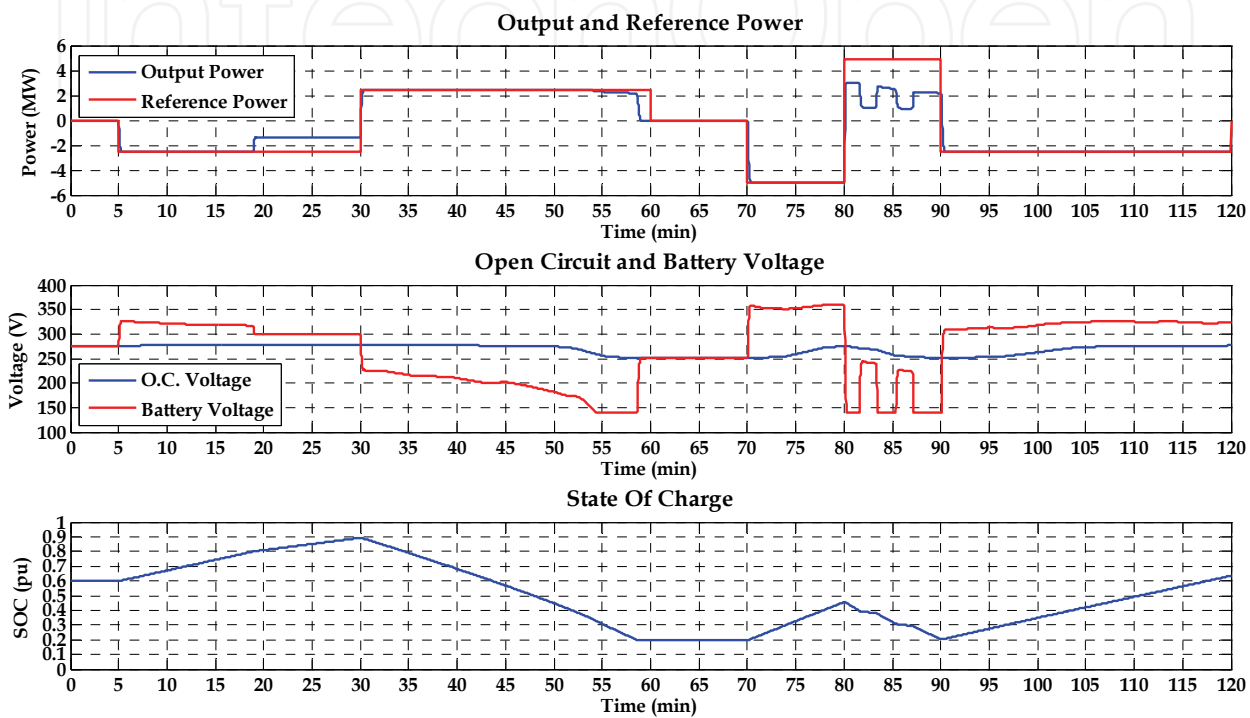 Output and Reference Power
6
4
2
0
-2
-4
-6
Power (MW)
Output Power
Reference Power
0 5 10 15 20 25 30 35 40 45 50 55 60 70 75 80 85 90 100 105 110 115 120
Time (min)
Open Circuit and Battery Voltage
400
350
300
250
200
150
100
Voltage (V)
O.C. Voltage
Battery Voltage
0 5 10 15 20 25 30 35 40 45 50 55 60 70 75 80 85 90 100 105 110 115 120
Time (min)
State Of Charge
1
0.9
0.8
0.7
0.6
0.5
0.4
0.3
0.2
0.1
0
SOC (pu)
0 5 10 15 20 25 30 35 40 45 50 55 60 70 75 80 85 90 100 105 110 115 120
Time (min)